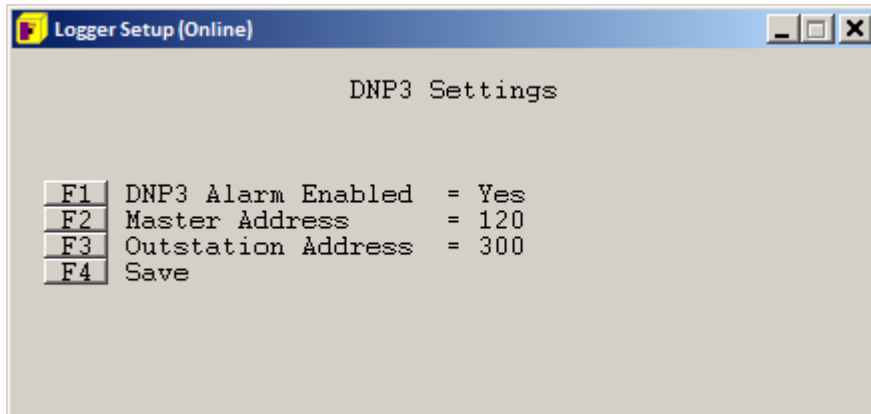 Logger Setup (Online)
DNP3 Settings
F1 DNP3 Alarm Enabled = Yes
F2 Master Address = 120
F3 Outstation Address = 300
F4 Save